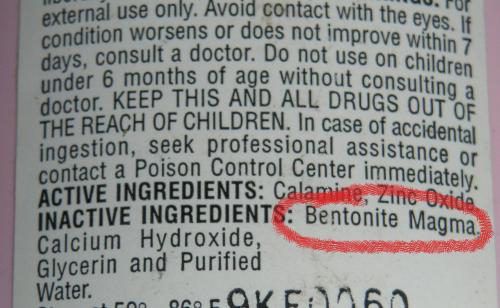 For
external use only. Avoid contact with the eyes. If
condition worsens or does not improve within 7
days, consult a doctor. Do not use on children
under 6 months of age without consulting a
doctor. KEEP THIS AND ALL DRUGS OUT OF
THE REACH OF CHILDREN. In case of accidental
ingestion, seek professional assistance or
contact a Poison Control Center immediately.
ACTIVE INGREDIENTS: Calamine, Zinc Oxide
INACTIVE INGREDIENTS: Bentonite Magma,
Calcium Hydroxide,
Glycerin and Purified
Water.